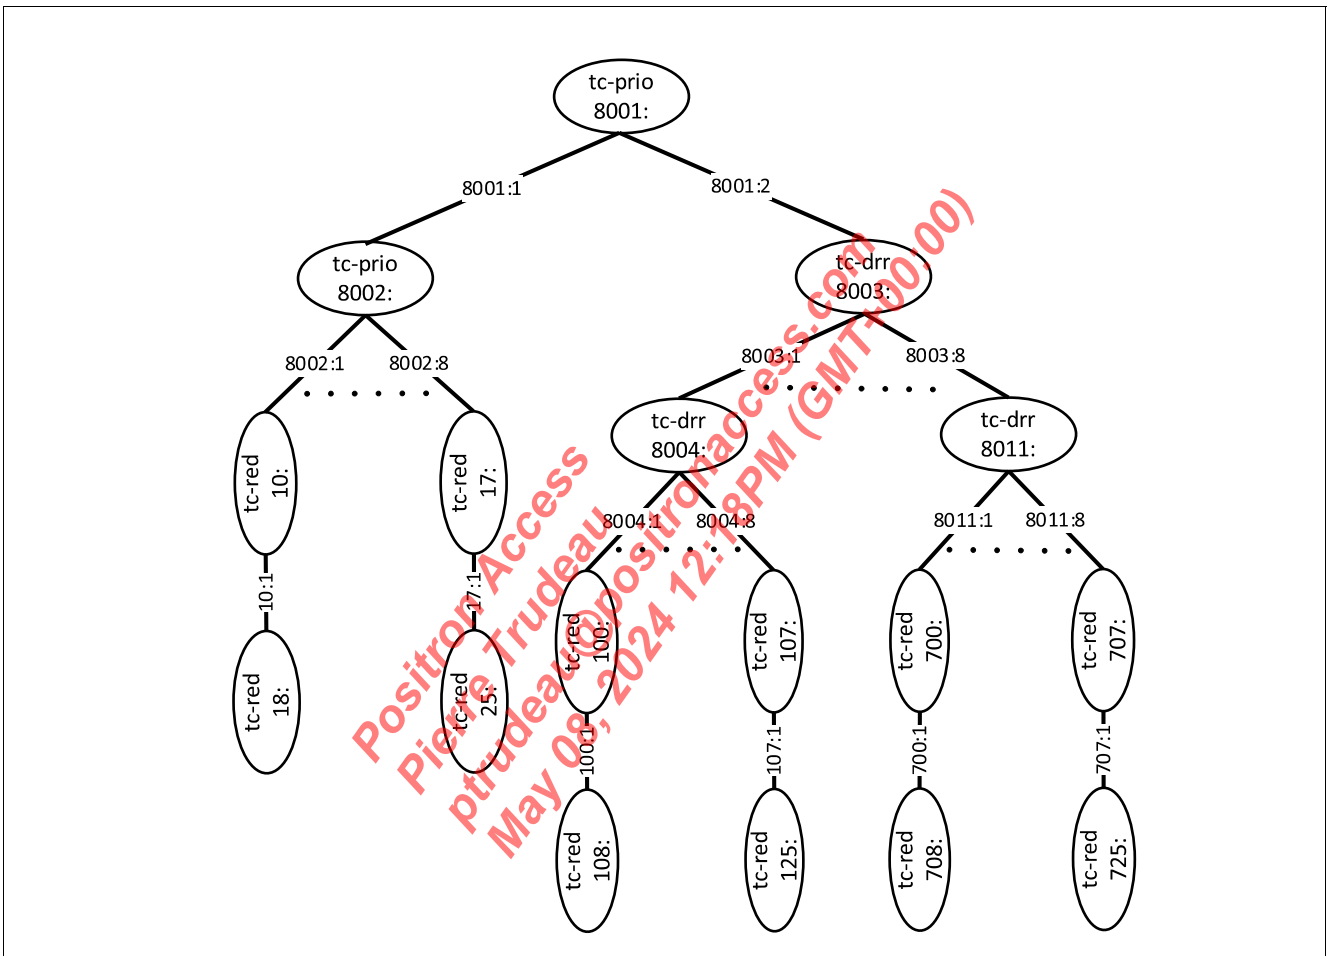 tc-prio
8001:
8001:1
8001:2
tc-prio
8002:
tc-drr
8003:
8002:1
8002:8
8003:1
8003:8
tc-red
10:
tc-red
17:
tc-drr
8004:
tc-drr
8011:
8004:1
8004:8
8011:1
8011:8
10:1
17:1
tc-red
100:
tc-red
107:
tc-red
700:
tc-red
707:
tc-red
18:
tc-red
25:
100:1
107:1
700:1
707:1
tc-red
108:
tc-red
125:
tc-red
708:
tc-red
725:
Positron Access
Pierre Trudeau
ptrudeau@positronaccess.com
May 08, 2024 12:18PM (GMT+00:00)